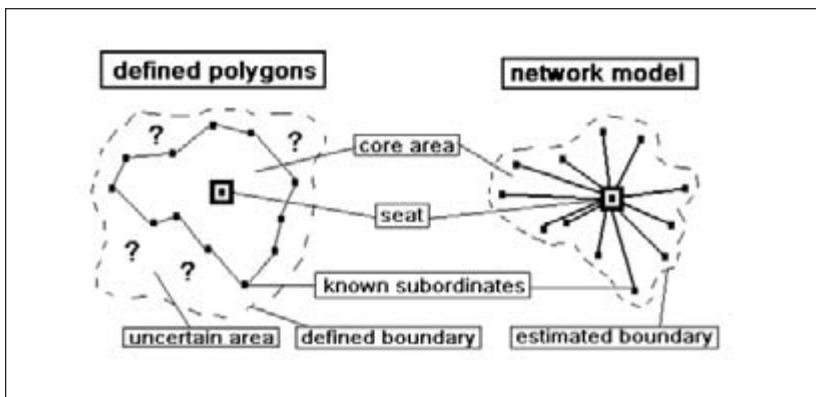 defined polygons
network model
?
?
core area
seat
?
?
known subordinates
uncertain area
defined boundary
estimated boundary